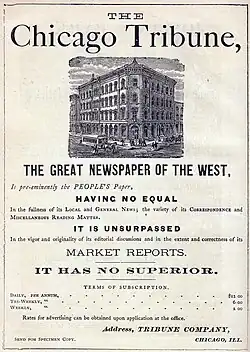 THE
Chicago Tribune,
THE GREAT NEWSPAPER OF THE WEST,
Is pre-eminently the PEOPLE'S Paper,
HAVING NO EQUAL
In the fullness of its Local and General News; the variety of its Correspondence and
Miscellaneous Reading Matter.
IT IS UNSURPASSED
In the vigor and originality of its editorial discussions and in the extent and correctness of its
MARKET REPORTS.
IT HAS NO SUPERIOR.
TERMS OF SUBSCRIPTION.
Daily, per annum, $12 00
Tri-Weekly, " 6 00
Weekly, " 2 00
Rates for advertising can be obtained upon application at the office.
Address, TRIBUNE COMPANY,
Send for Specimen Copy. CHICAGO, ILL.